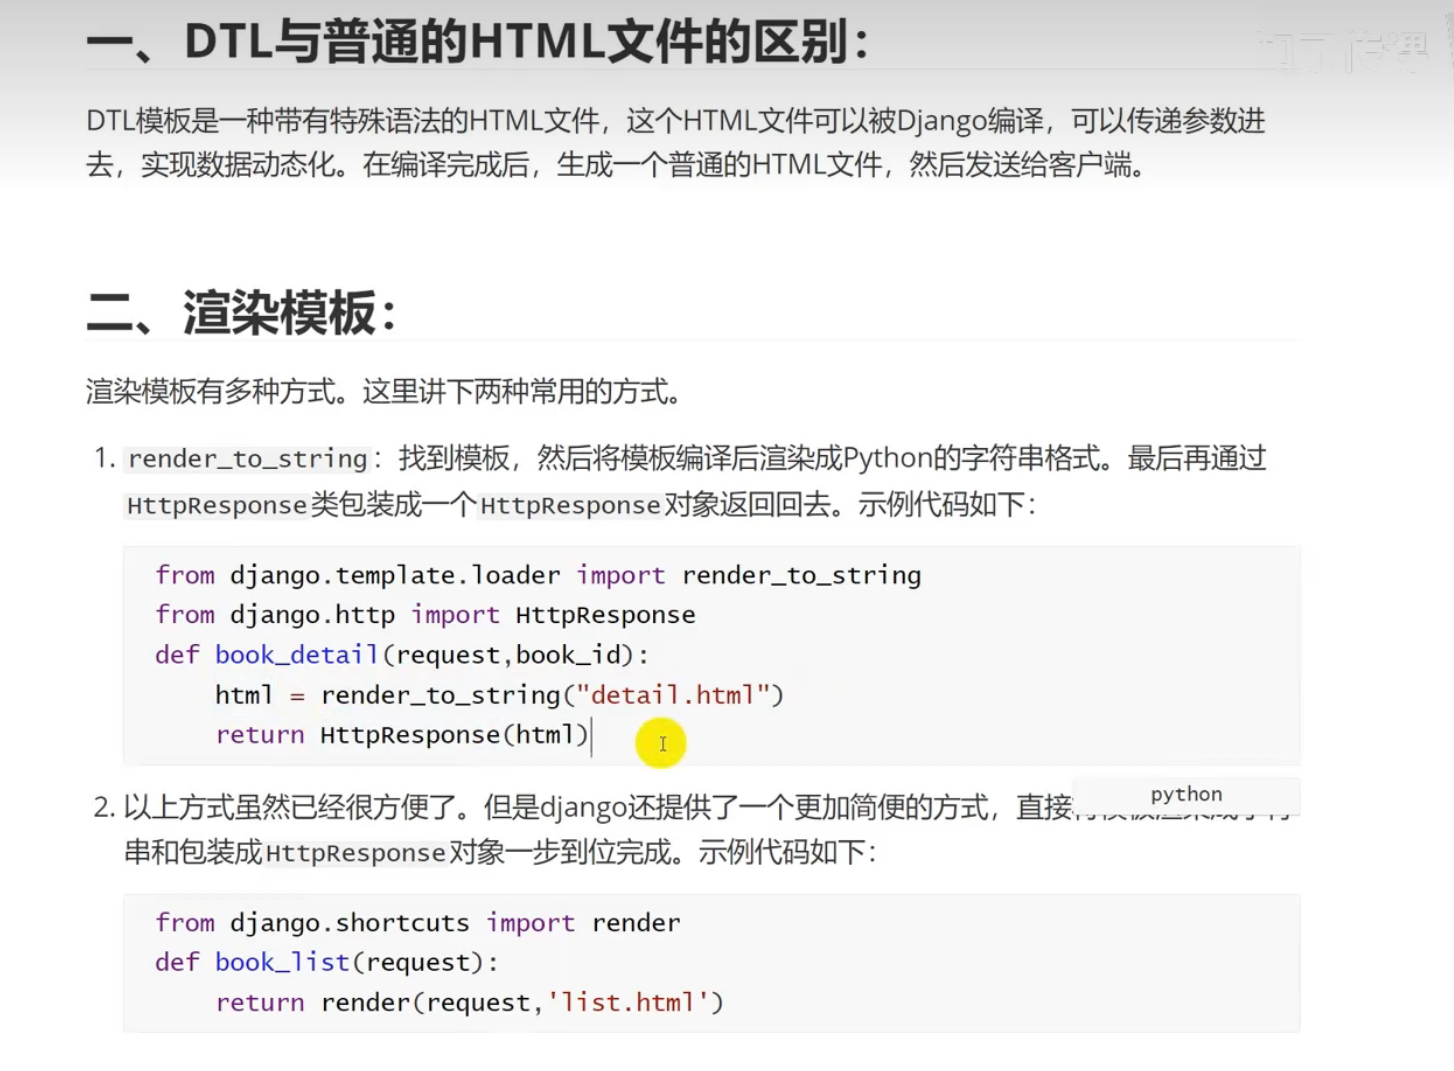 一、DTL与普通的HTML文件的区别：
DTL模板是一种带有特殊语法的HTML文件，这个HTML文件可以被Django编译，可以传递参数进
去，实现数据动态化。在编译完成后，生成一个普通的HTML文件，然后发送给客户端。
二、渲染模板：
渲染模板有多种方式。这里讲下两种常用的方式。
1. render_to_string：找到模板，然后将模板编译后渲染成Python的字符串格式。最后再通过
HttpResponse类包装成一个HttpResponse对象返回回去。示例代码如下：
from django.template.loader import render_to_string
from django.http import HttpResponse
def book_detail(request,book_id):
    html = render_to_string("detail.html")
    return HttpResponse(html)
python
2. 以上方式虽然已经很方便了。但是django还提供了一个更加简便的方式，直接
串和包装成HttpResponse对象一步到位完成。示例代码如下：
from django.shortcuts import render
def book_list(request):
    return render(request,'list.html')